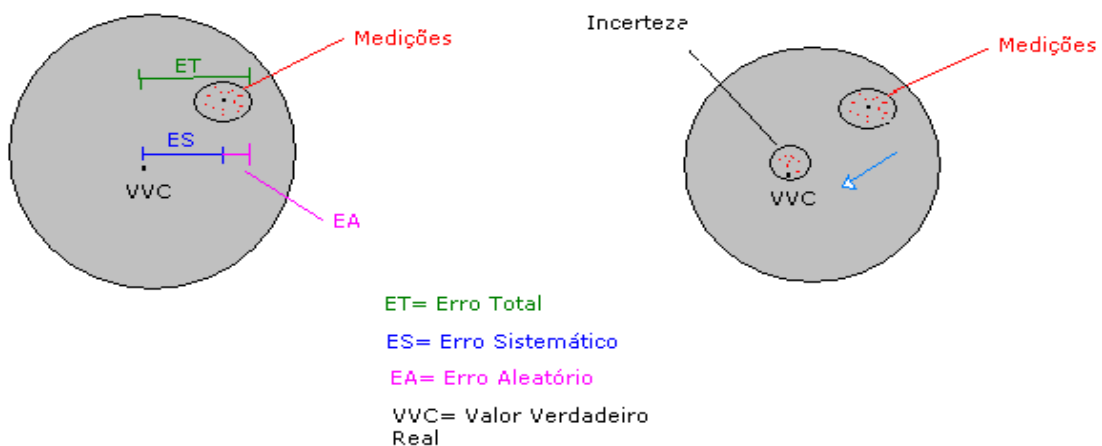 Medições
ET
ES
VVC
EA
Incerteza
Medições
VVC
ET= Erro Total
ES= Erro Sistemático
EA= Erro Aleatório
VVC= Valor Verdadeiro
Real